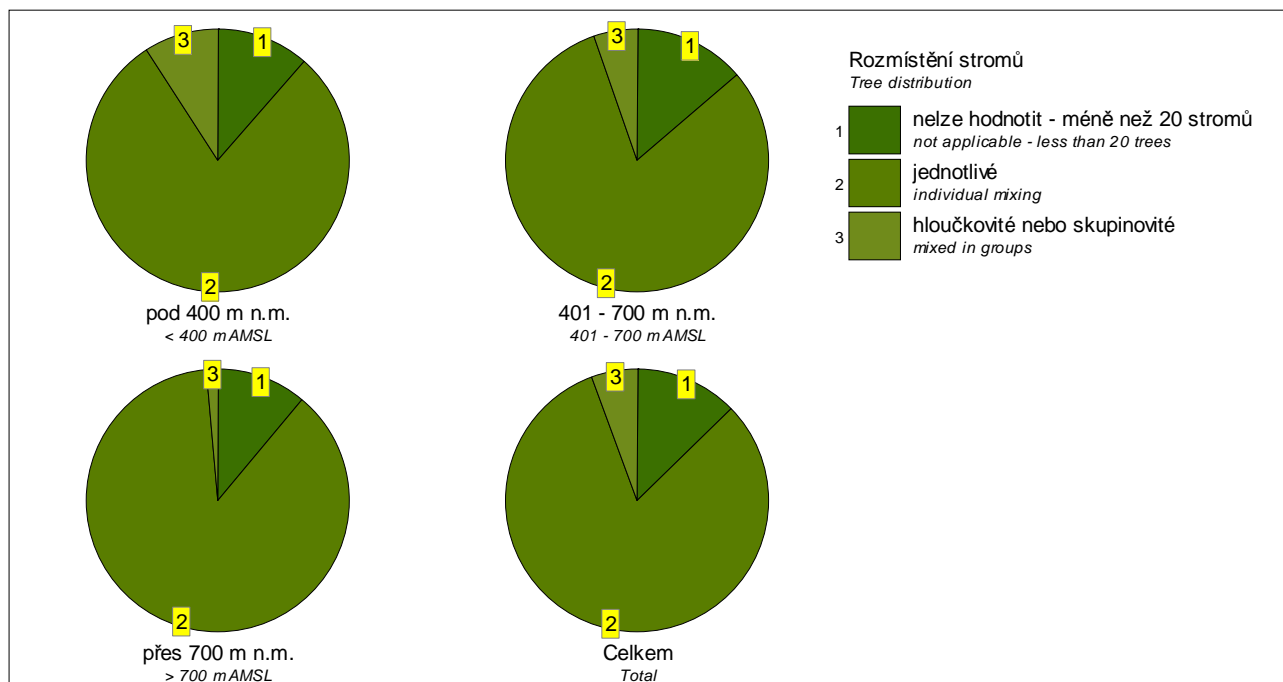 3
1
2
pod 400 m n.m.
< 400 m AMSL
3
1
2
401 - 700 m n.m.
401 - 700 m AMSL
Rozmístění stromů
Tree distribution
1
nelze hodnotit - méně než 20 stromů
not applicable - less than 20 trees
2
jednotlivé
individual mixing
3
hloučkovité nebo skupinovité
mixed in groups
3
1
2
přes 700 m n.m.
> 700 m AMSL
3
1
2
Celkem
Total